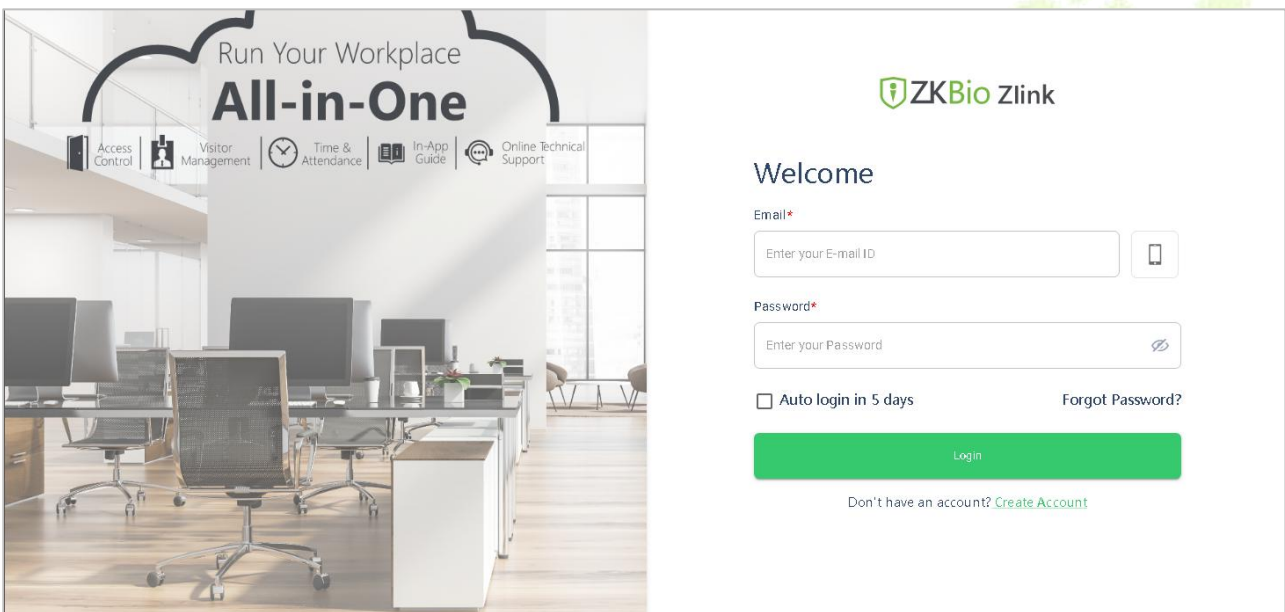 Run Your Workplace
All-in-One
Access Control
Visitor Management
Time & Attendance
In-App Guide
Online Technical Support
ZKBio Zlink
Welcome
Email*
Enter your E-mail ID
Password*
Enter your Password
Auto login in 5 days
Forgot Password?
Login
Don't have an account? Create Account